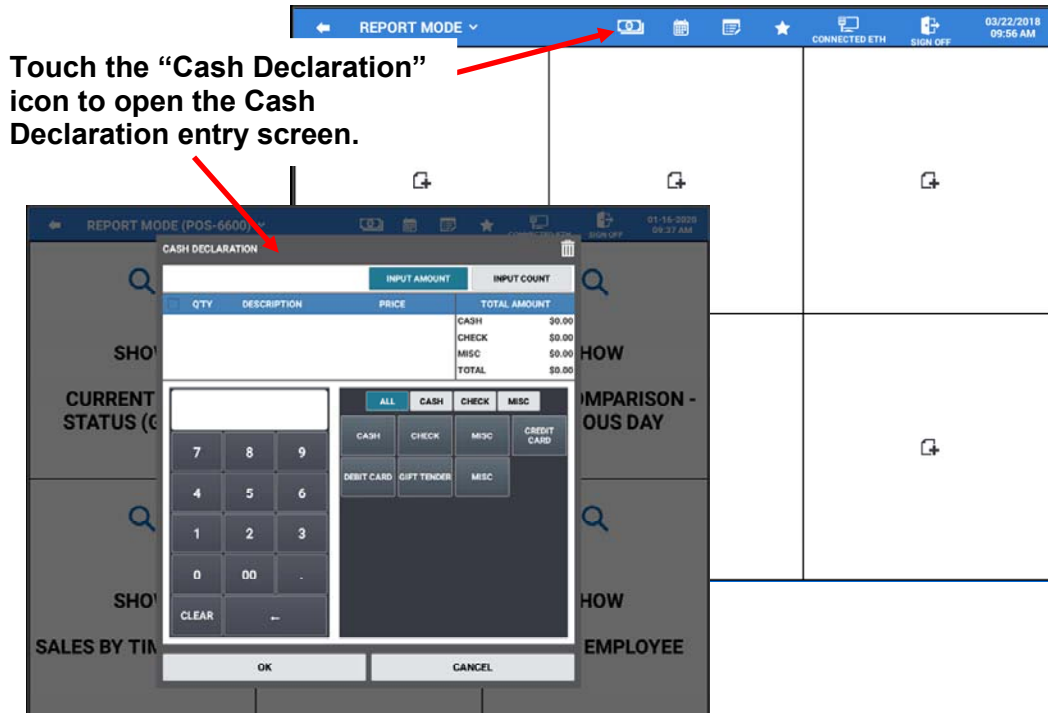 REPORT MODE
CONNECTED ETH
SIGN OFF
03/22/2018
09:56 AM
Touch the “Cash Declaration”
icon to open the Cash
Declaration entry screen.
REPORT MODE (POS-6600)
SIGN OFF
01-16-2020
09:37 AM
CASH DECLARATION
INPUT AMOUNT
INPUT COUNT
QTY DESCRIPTION PRICE TOTAL AMOUNT
CASH $0.00
CHECK $0.00
MISC $0.00
TOTAL $0.00
SHO
HOW
CURRENT
MPARISON -
STATUS (
OUS DAY
ALL CASH CHECK MISC
CASH CHECK MISC CREDIT CARD
DEBIT CARD GIFT TENDER MISC
7 8 9
4 5 6
1 2 3
0 00 .
CLEAR ←
SHO
HOW
SALES BY TIM
EMPLOYEE
OK
CANCEL